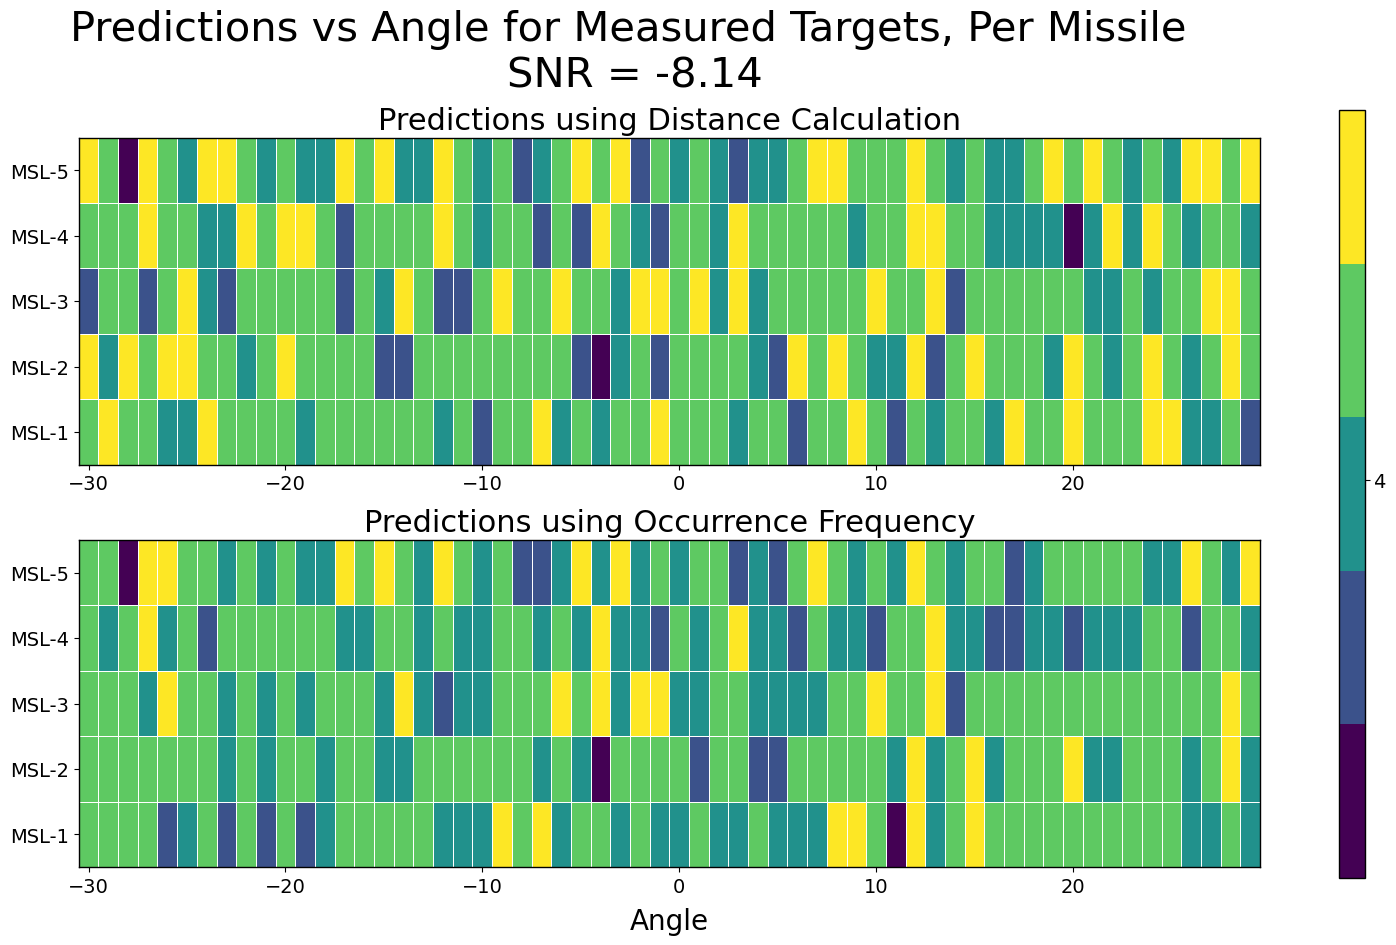 Predictions vs Angle for Measured Targets, Per Missile
SNR = -8.14
Predictions using Distance Calculation
MSL-5
MSL-4
MSL-3
MSL-2
MSL-1
−30 −20 −10 0 10 20
4
Predictions using Occurrence Frequency
MSL-5
MSL-4
MSL-3
MSL-2
MSL-1
−30 −20 −10 0 10 20
Angle